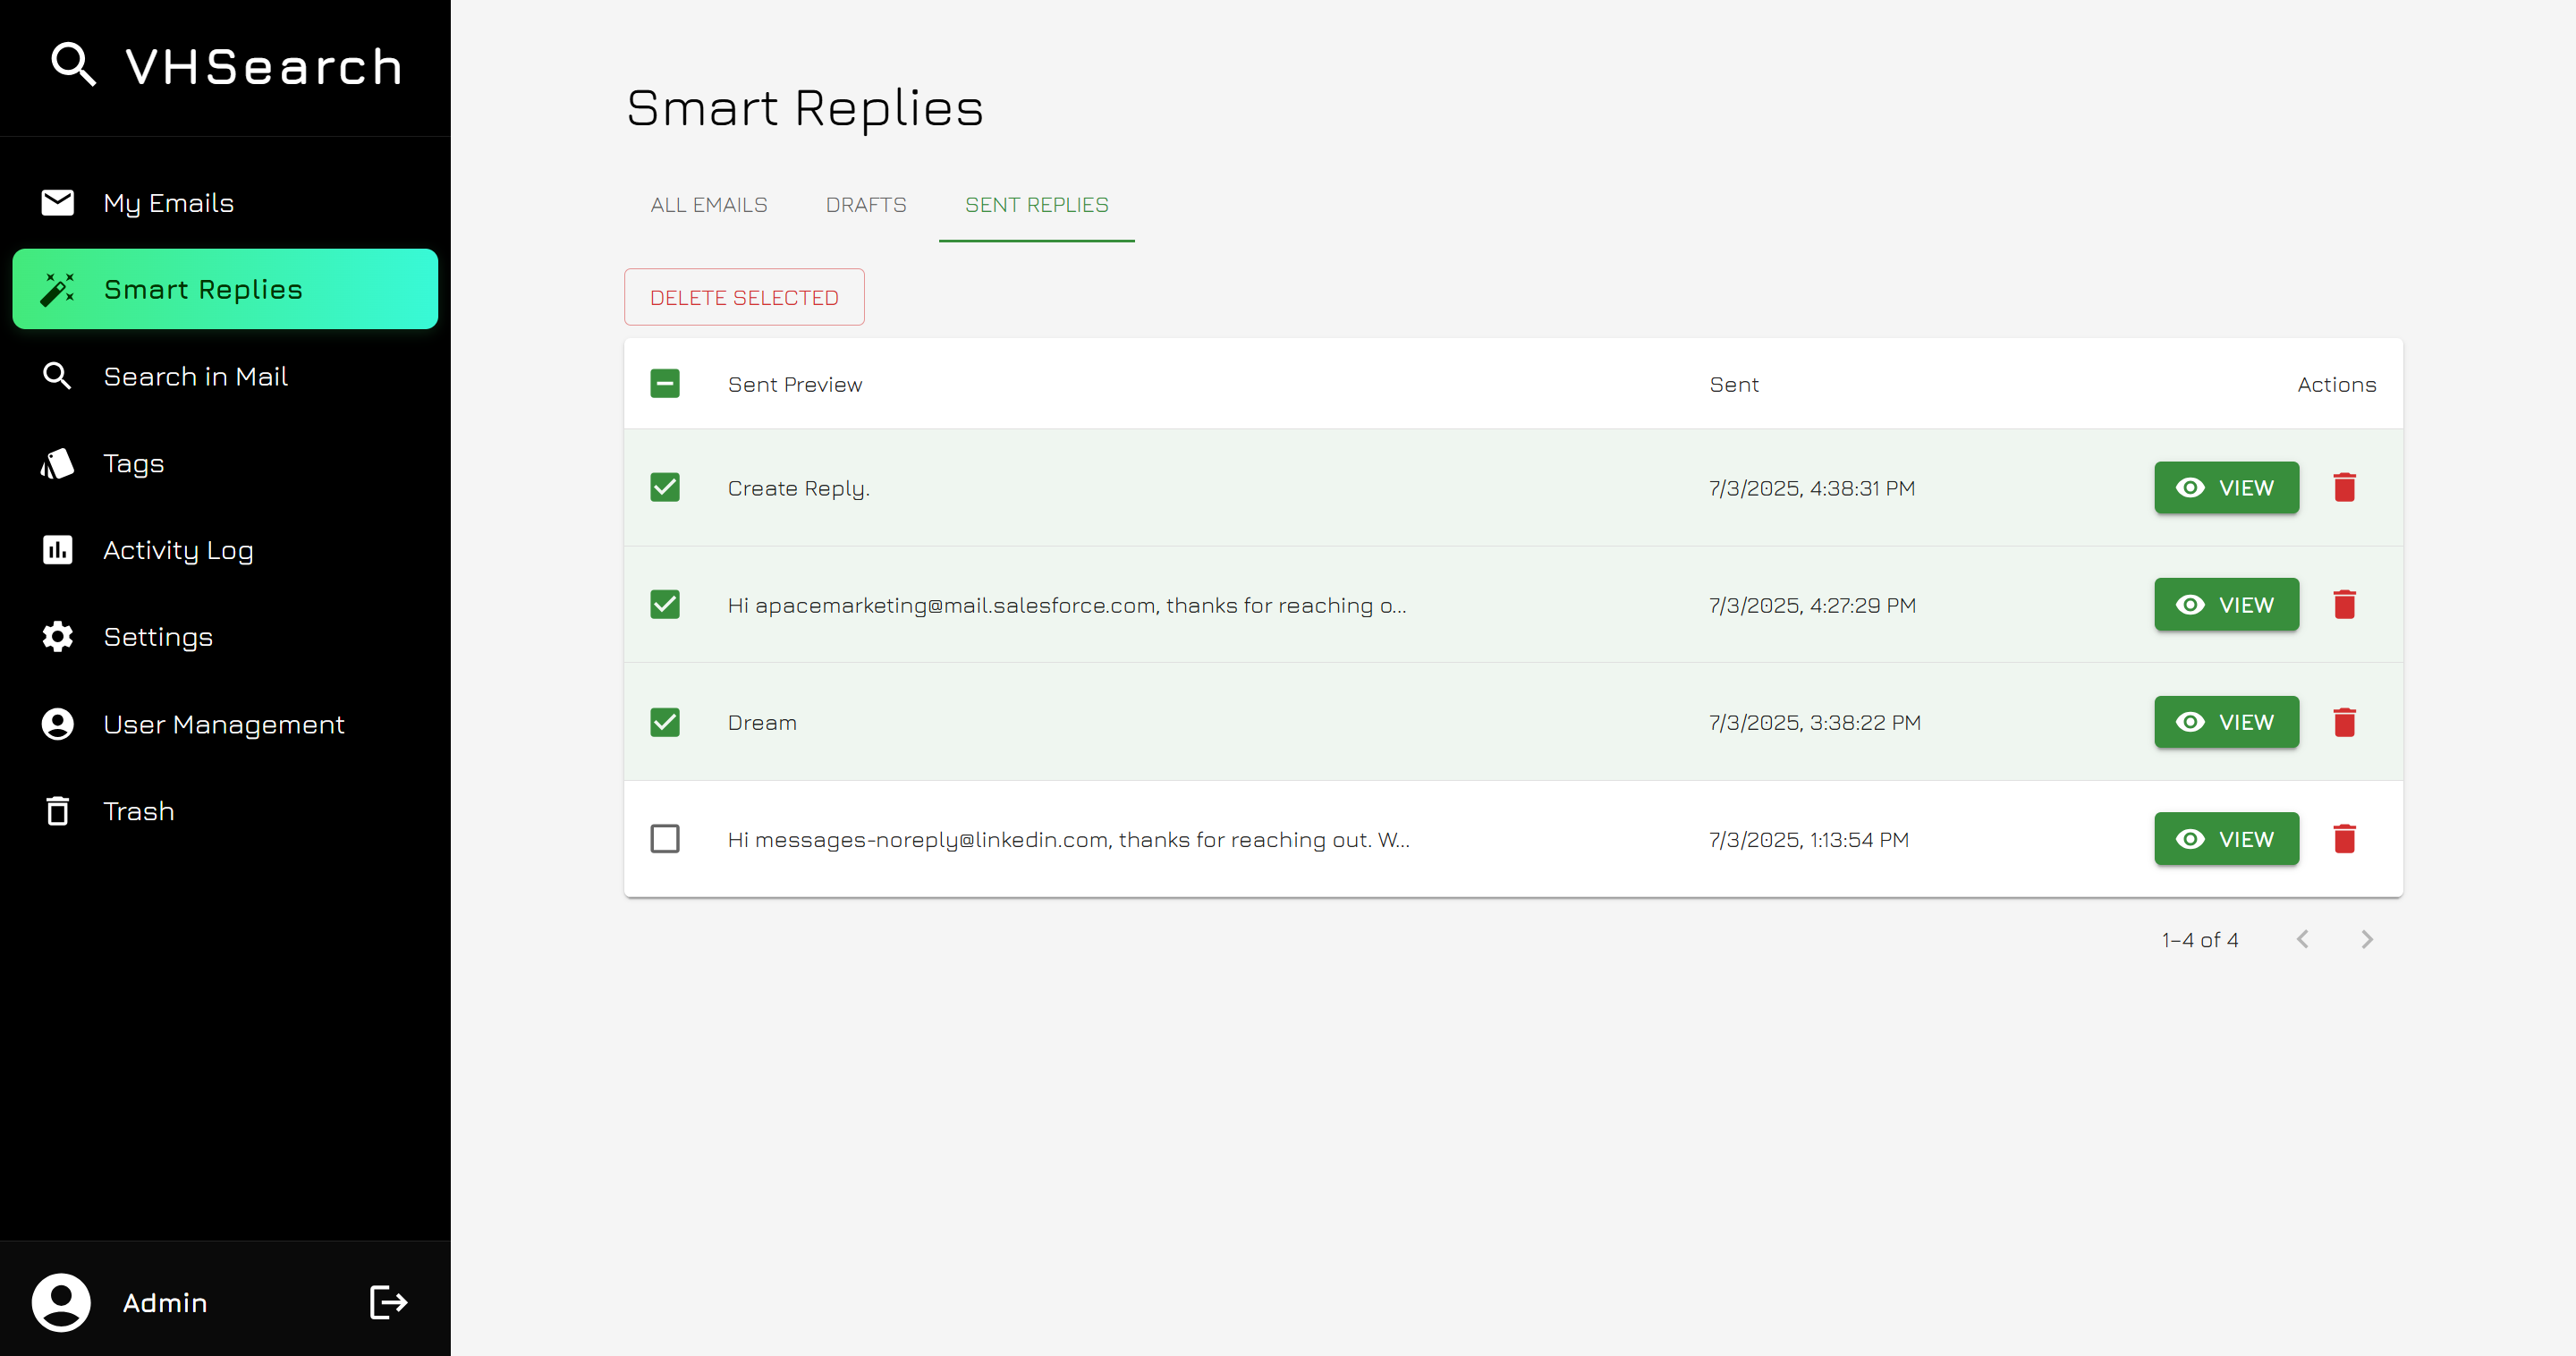 VHSearch
My Emails
Smart Replies
Search in Mail
Tags
Activity Log
Settings
User Management
Trash
Admin
Smart Replies
ALL EMAILS DRAFTS SENT REPLIES
DELETE SELECTED
Sent Preview Sent Actions
Create Reply. 7/3/2025, 4:38:31 PM VIEW
Hi apacemarketing@mail.salesforce.com, thanks for reaching o... 7/3/2025, 4:27:29 PM VIEW
Dream 7/3/2025, 3:38:22 PM VIEW
Hi messages-noreply@linkedin.com, thanks for reaching out. W... 7/3/2025, 1:13:54 PM VIEW
1–4 of 4